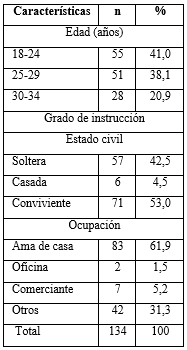 Características n %
Edad (años)
18-24 55 41,0
25-29 51 38,1
30-34 28 20,9
Grado de instrucción
Estado civil
Soltera 57 42,5
Casada 6 4,5
Conviviente 71 53,0
Ocupación
Ama de casa 83 61,9
Oficina 2 1,5
Comerciante 7 5,2
Otros 42 31,3
Total 134 100